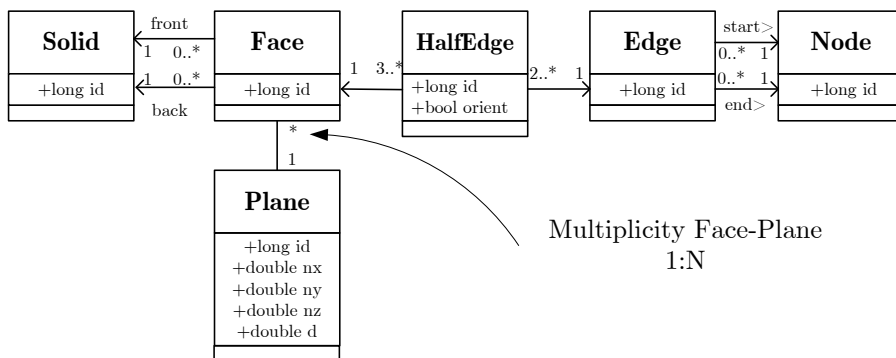 Solid
+long id
front
1 0..*
1 0..*
back
Face
+long id
1 3..*
HalfEdge
+long id
+bool orient
2..* 1
Edge
+long id
start>
0..* 1
0..* 1
end>
Node
+long id
*
1
Plane
+long id
+double nx
+double ny
+double nz
+double d
Multiplicity Face-Plane
1:N